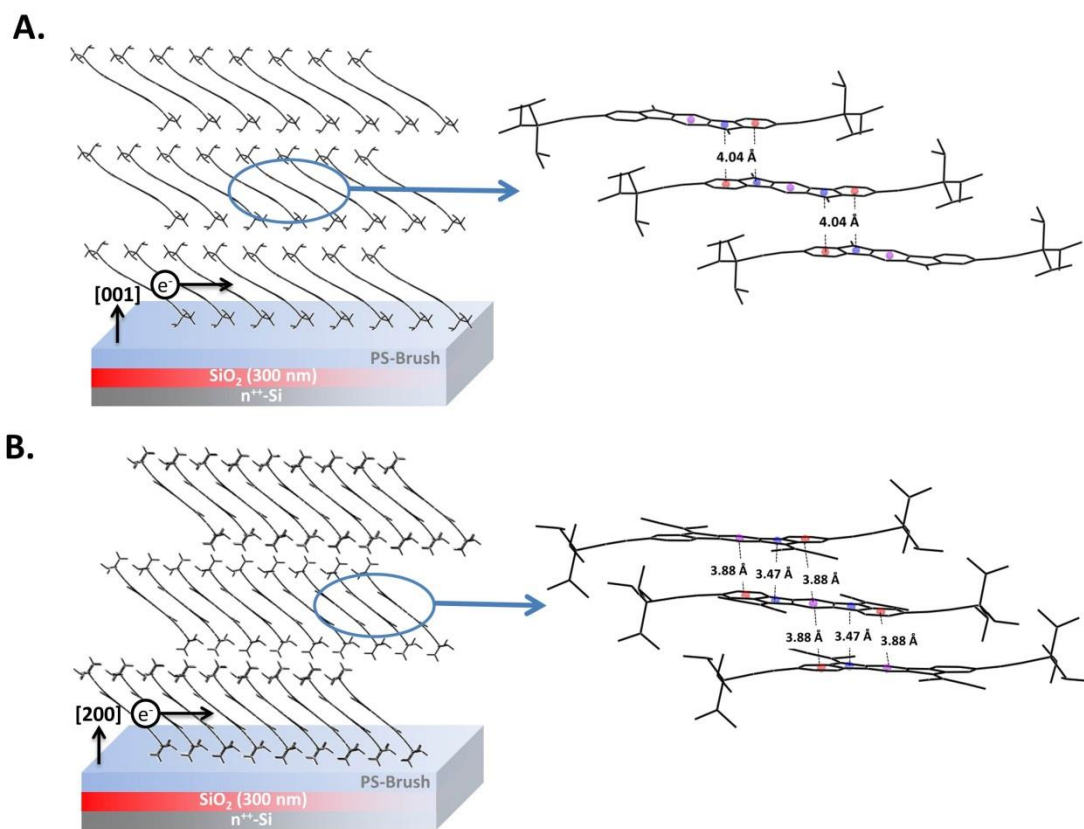 A.
4.04 Å
4.04 Å
e⁻
[001]
PS-Brush
SiO₂ (300 nm)
n⁺⁺-Si
B.
3.88 Å 3.47 Å 3.88 Å
3.88 Å 3.47 Å 3.88 Å
[200] e⁻
PS-Brush
SiO₂ (300 nm)
n⁺⁺-Si